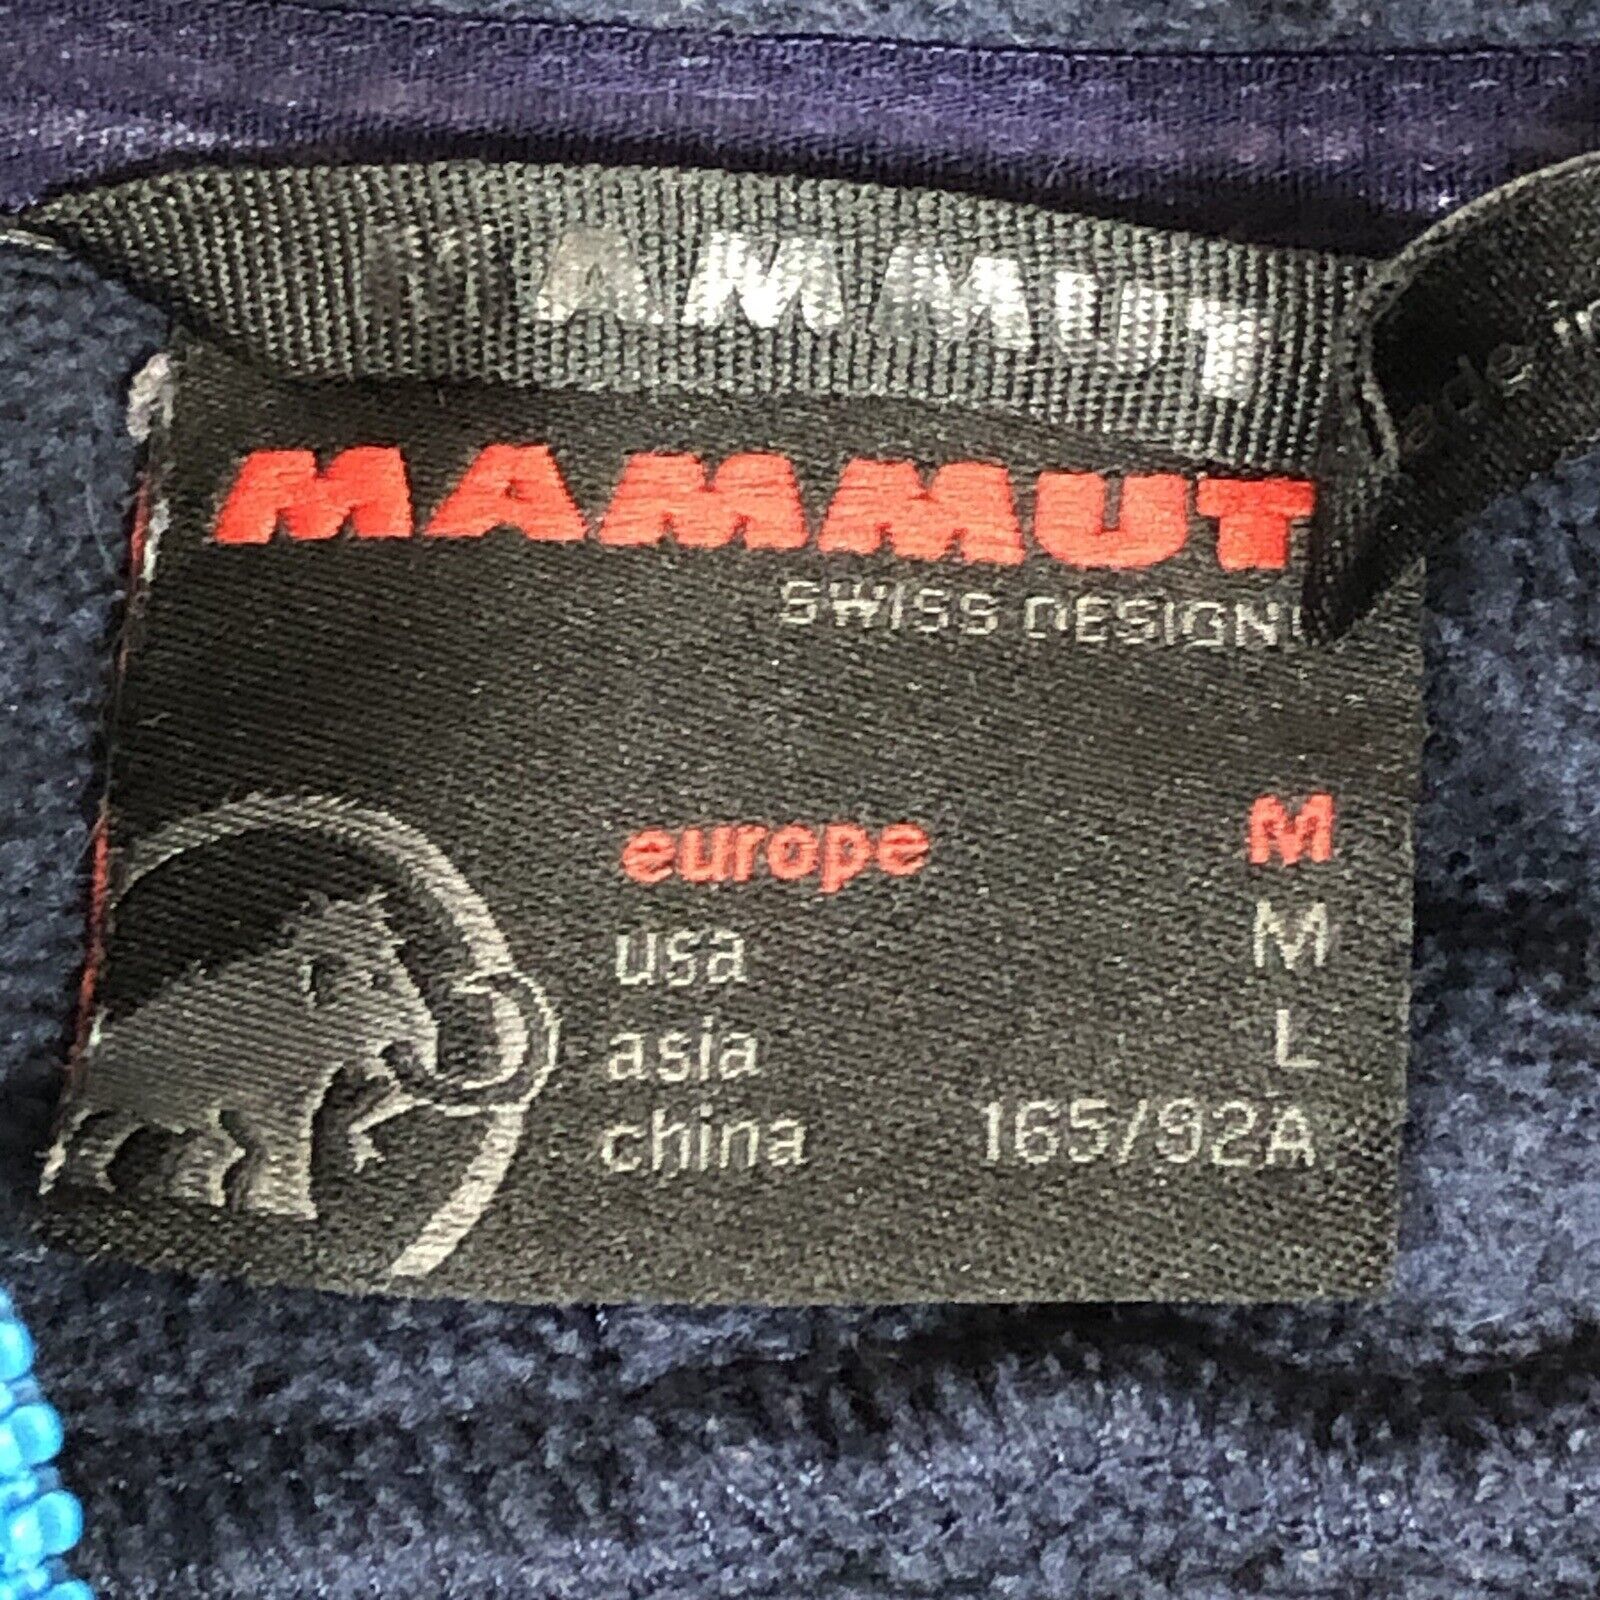 MAMMUT
MAMMUT
SWISS DESIGN
europe M
usa M
asia L
china 165/92A